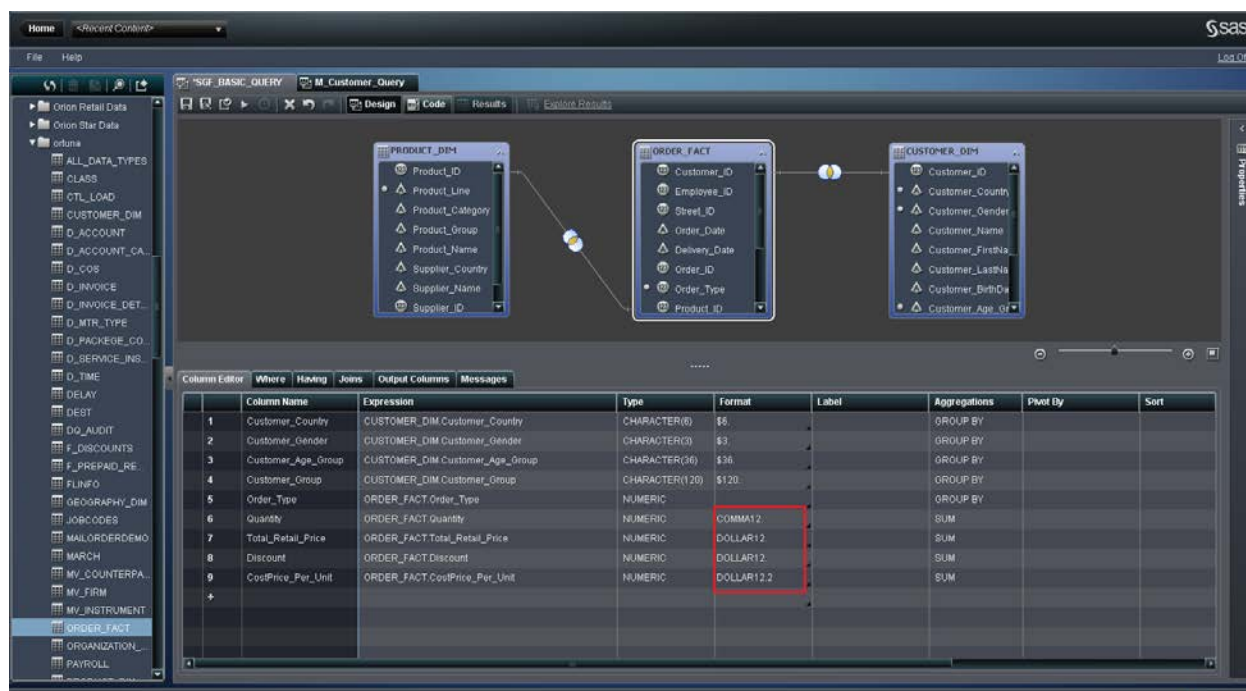 Home <Recent Content>
sas
File Help
Log Of
*SGF_BASIC_QUERY M_Customer_Query
Design Code Results Explore Results
Orion Retail Data
Orion Star Data
ortuna
ALL_DATA_TYPES
CLASS
CTL_LOAD
CUSTOMER_DIM
D_ACCOUNT
D_ACCOUNT_CA...
D_COS
D_INVOICE
D_INVOICE_DET...
D_MTR_TYPE
D_PACKEGE_CO...
D_SERVICE_INS...
D_TIME
DELAY
DEST
DQ_AUDIT
F_DISCOUNTS
F_PREPAID_RE...
FLINFO
GEOGRAPHY_DIM
JOBCODES
MAILORDERDEMO
MARCH
MV_COUNTERPA...
MV_FIRM
MV_INSTRUMENT
ORDER_FACT
ORGANIZATION_...
PAYROLL
PRODUCT_DIM
Product_ID
Product_Line
Product_Category
Product_Group
Product_Name
Supplier_Country
Supplier_Name
Supplier_ID
ORDER_FACT
Customer_ID
Employee_ID
Street_ID
Order_Date
Delivery_Date
Order_ID
Order_Type
Product_ID
CUSTOMER_DIM
Customer_ID
Customer_Country
Customer_Gender
Customer_Name
Customer_FirstNa
Customer_LastNa
Customer_BirthDa
Customer_Age_Gr
Properties
Column Editor Where Having Joins Output Columns Messages
Column Name Expression Type Format Label Aggregations Pivot By Sort
1 Customer_Country CUSTOMER_DIM.Customer_Country CHARACTER(6) $6. GROUP BY
2 Customer_Gender CUSTOMER_DIM.Customer_Gender CHARACTER(3) $3. GROUP BY
3 Customer_Age_Group CUSTOMER_DIM.Customer_Age_Group CHARACTER(36) $36. GROUP BY
4 Customer_Group CUSTOMER_DIM.Customer_Group CHARACTER(120) $120. GROUP BY
5 Order_Type ORDER_FACT.Order_Type NUMERIC GROUP BY
6 Quantity ORDER_FACT.Quantity NUMERIC COMMA12. SUM
7 Total_Retail_Price ORDER_FACT.Total_Retail_Price NUMERIC DOLLAR12. SUM
8 Discount ORDER_FACT.Discount NUMERIC DOLLAR12. SUM
9 CostPrice_Per_Unit ORDER_FACT.CostPrice_Per_Unit NUMERIC DOLLAR12.2 SUM
+